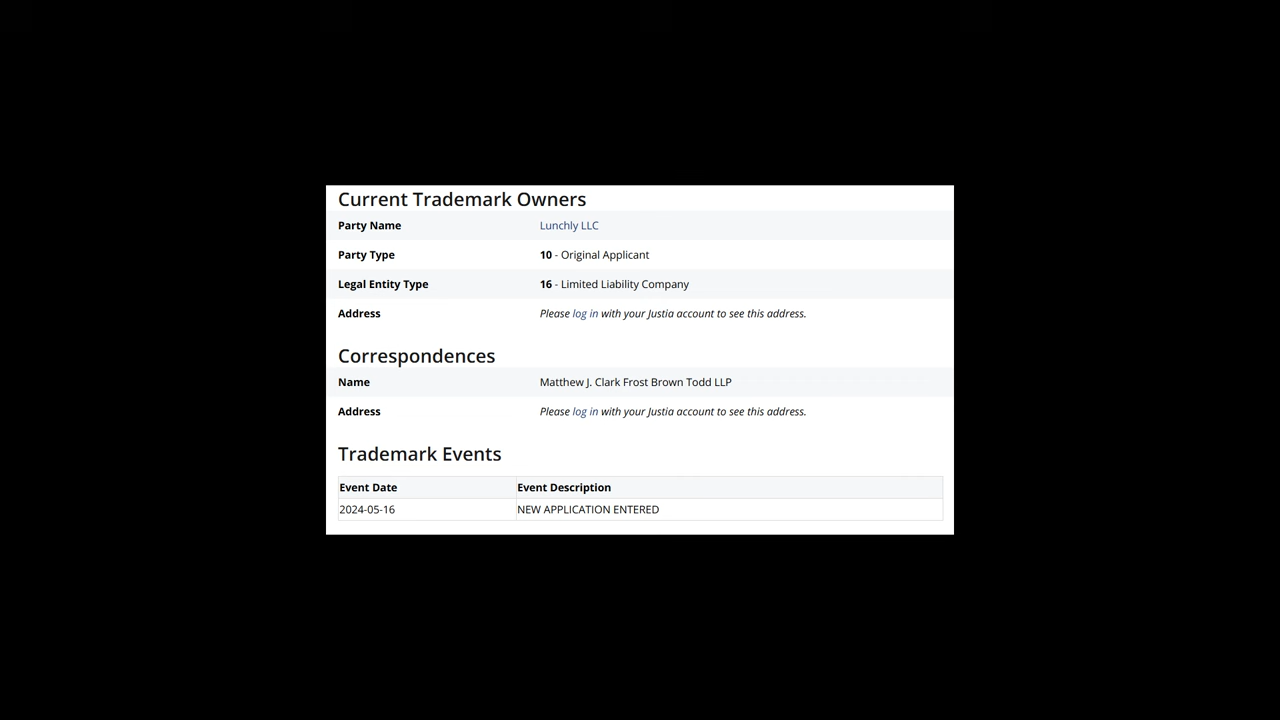 Current Trademark Owners
Party Name Lunchly LLC
Party Type 10 - Original Applicant
Legal Entity Type 16 - Limited Liability Company
Address Please log in with your Justia account to see this address.
Correspondences
Name Matthew J. Clark Frost Brown Todd LLP
Address Please log in with your Justia account to see this address.
Trademark Events
Event Date Event Description
2024-05-16 NEW APPLICATION ENTERED